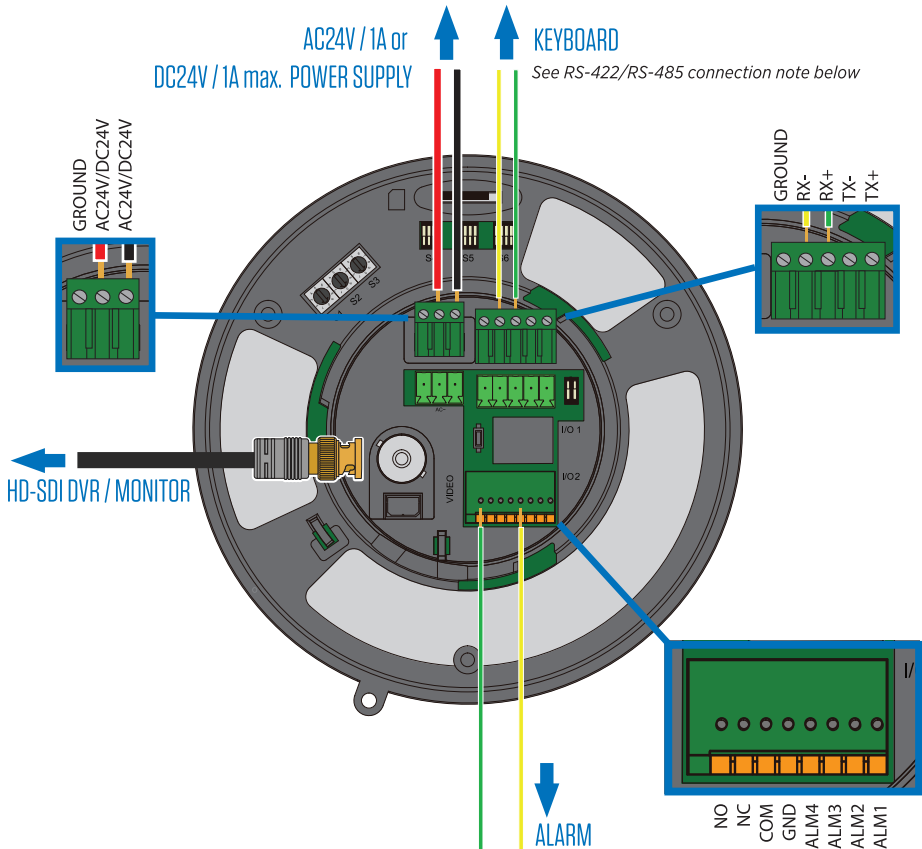 AC24V / 1A or
DC24V / 1A max. POWER SUPPLY
KEYBOARD
See RS-422/RS-485 connection note below
GROUND
AC24V/DC24V
AC24V/DC24V
GROUND
RX-
RX+
TX-
TX+
S5
S2
S3
AC~
I/O 1
I/O2
VIDEO
HD-SDI DVR / MONITOR
I/
NO
NC
COM
GND
ALM4
ALM3
ALM2
ALM1
ALARM